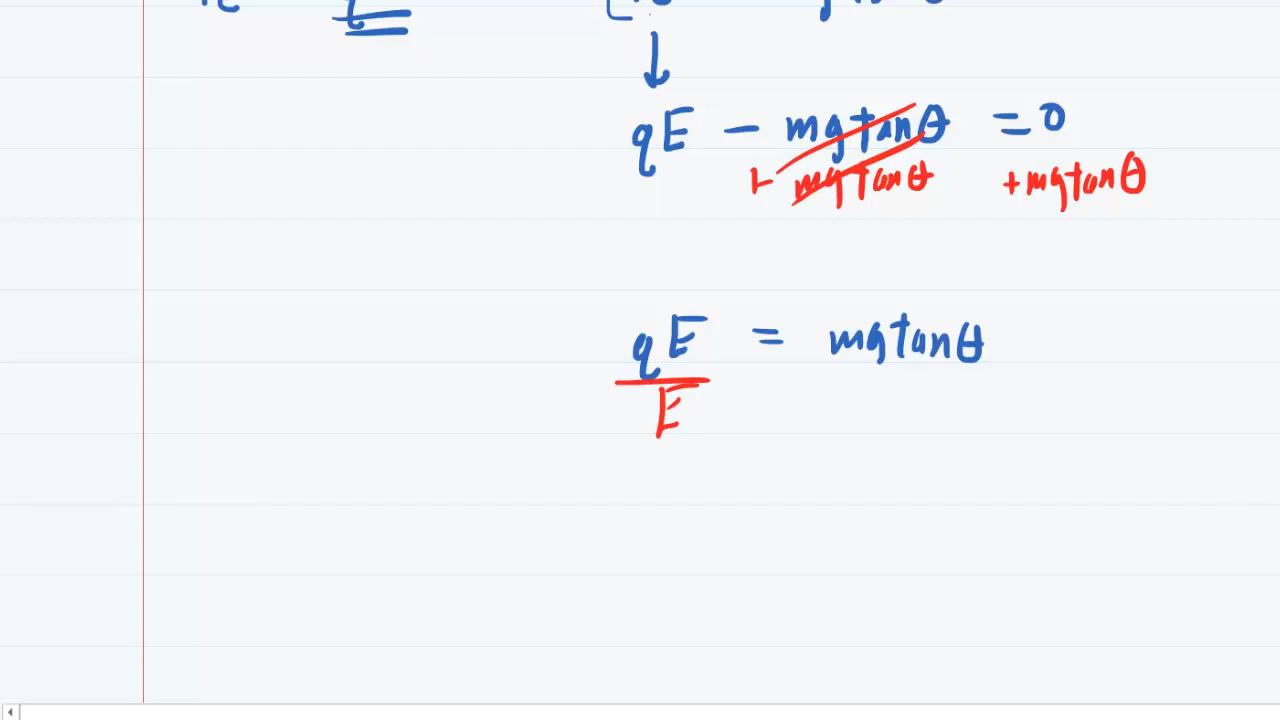 qE - mgtanθ = 0
+ mgtanθ +mgtanθ
qE = mgtanθ
E